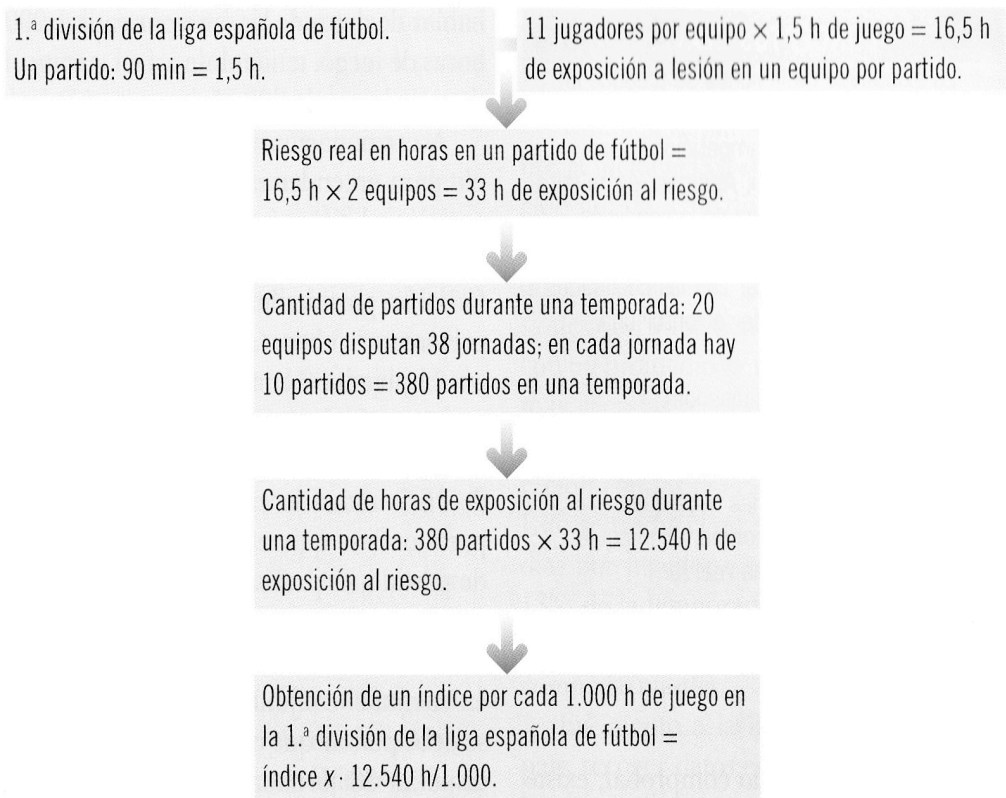 1.ª división de la liga española de fútbol.
Un partido: 90 min = 1,5 h.
11 jugadores por equipo × 1,5 h de juego = 16,5 h
de exposición a lesión en un equipo por partido.
Riesgo real en horas en un partido de fútbol =
16,5 h × 2 equipos = 33 h de exposición al riesgo.
Cantidad de partidos durante una temporada: 20
equipos disputan 38 jornadas; en cada jornada hay
10 partidos = 380 partidos en una temporada.
Cantidad de horas de exposición al riesgo durante
una temporada: 380 partidos × 33 h = 12.540 h de
exposición al riesgo.
Obtención de un índice por cada 1.000 h de juego en
la 1.ª división de la liga española de fútbol =
índice x · 12.540 h/1.000.